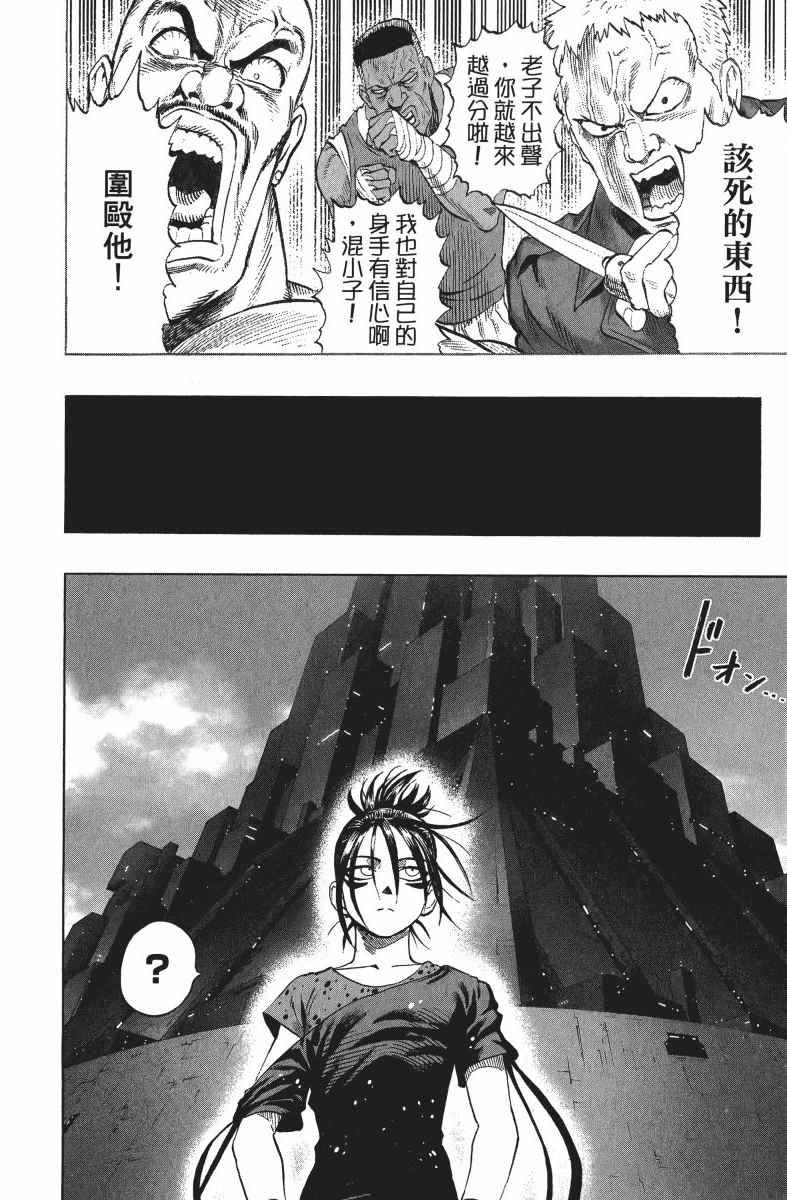 該死的東西！
老子不出聲
，你就越來
越過分啦！
我也對自己的
身手有信心啊
，混小子！
圍毆他！
ドオン…
？